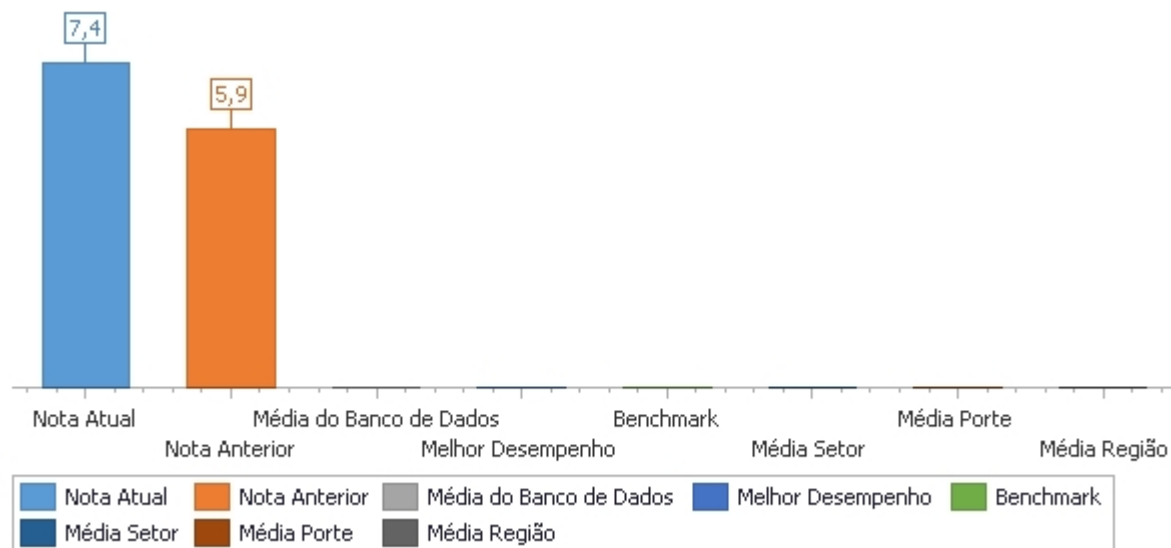 7,4
5,9
Nota Atual Média do Banco de Dados Benchmark Média Porte
Nota Anterior Melhor Desempenho Média Setor Média Região
Nota Atual Nota Anterior Média do Banco de Dados Melhor Desempenho Benchmark
Média Setor Média Porte Média Região